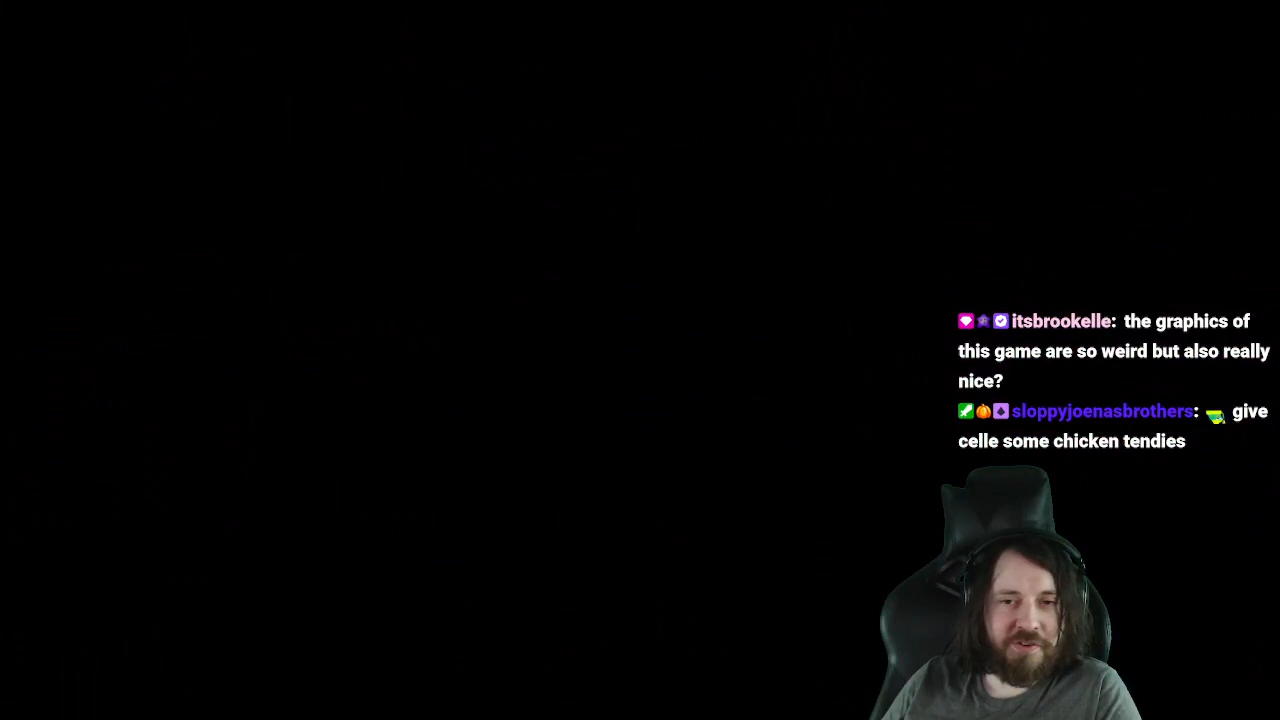 itsbrookelle: the graphics of
this game are so weird but also really
nice?
sloppyjoenasbrothers: give
celle some chicken tendies